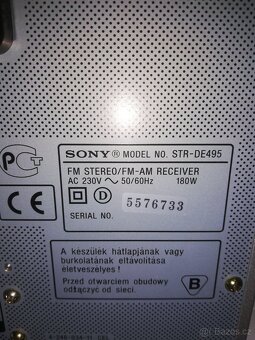 SONY® MODEL NO. STR-DE495
FM STEREO/FM-AM RECEIVER
AC 230V ~ 50/60Hz 180W
D
SERIAL NO. 5576733
CE
A készülék hátlapjának vagy
burkolatának eltávolítása
életveszélyes!
Przed otwarciem obudowy
odłączyć od sieci.
B